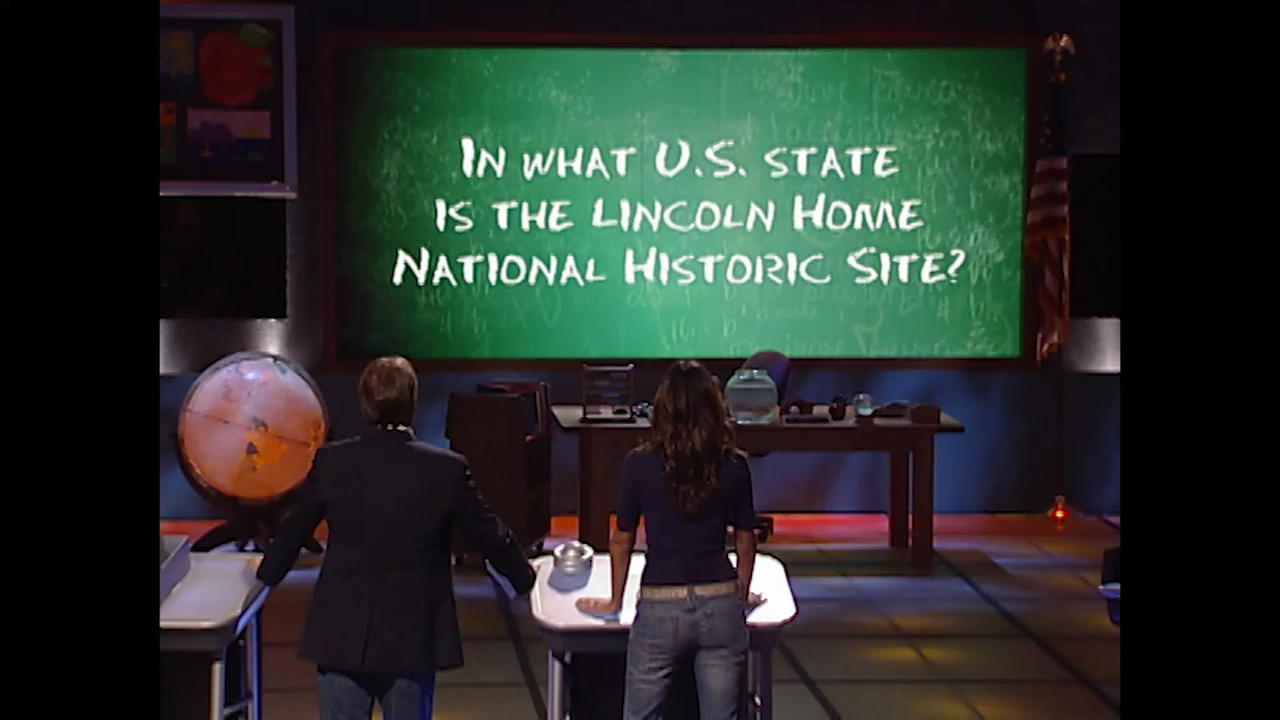 In what U.S. state
is the Lincoln Home
National Historic Site?